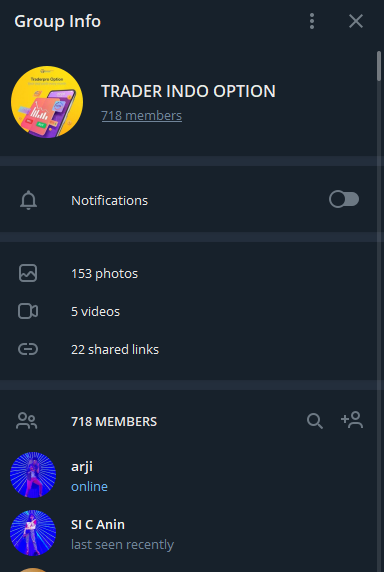 Group Info
Traderpro Option
TRADER INDO OPTION
718 members
Notifications
153 photos
5 videos
22 shared links
718 MEMBERS
arji
online
SI C Anin
last seen recently